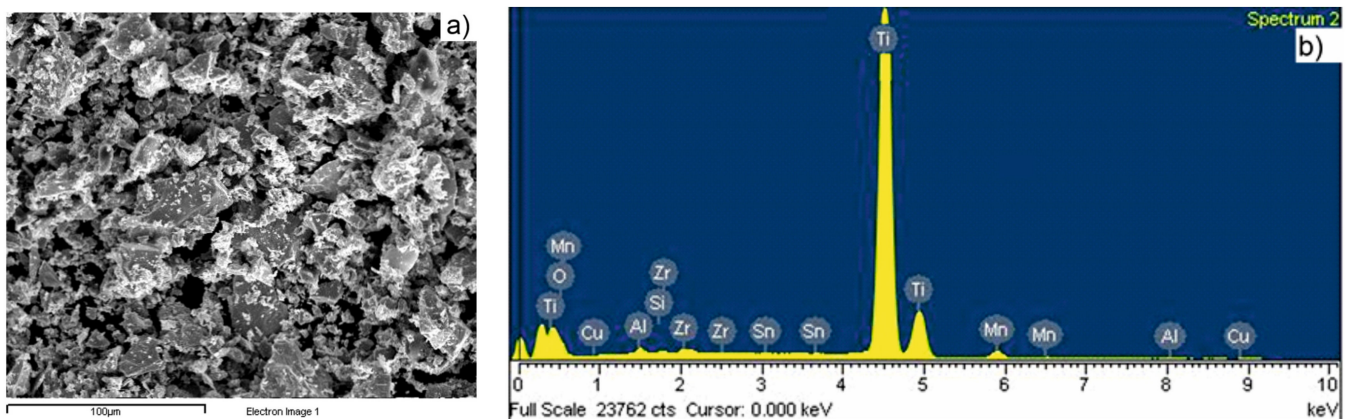 a)
100µm Electron Image 1
Spectrum 2
b)
Ti
Mn
O
Ti
Zr
Si
Cu
Al
Zr
Zr
Sn
Sn
Ti
Mn
Mn
Al
Cu
0 1 2 3 4 5 6 7 8 9 10
Full Scale 23762 cts Cursor: 0.000 keV
keV